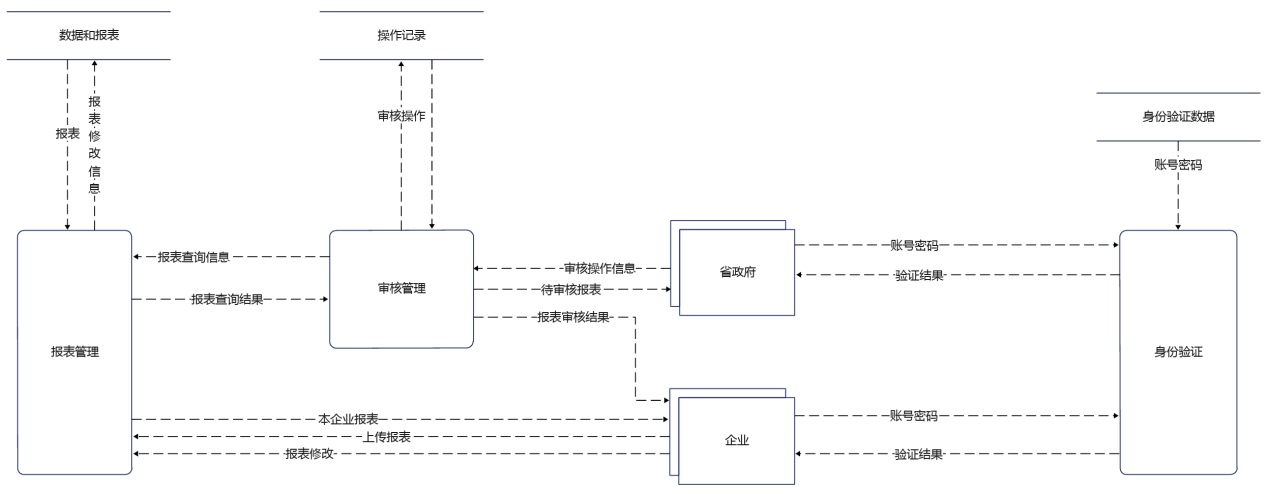 数据和报表
操作记录
身份验证数据
报表
报表修改信息
审核操作
账号密码
报表查询信息
报表查询结果
审核管理
审核操作信息
待审核报表
报表审核结果
省政府
账号密码
验证结果
报表管理
身份验证
本企业报表
上传报表
报表修改
企业
账号密码
验证结果